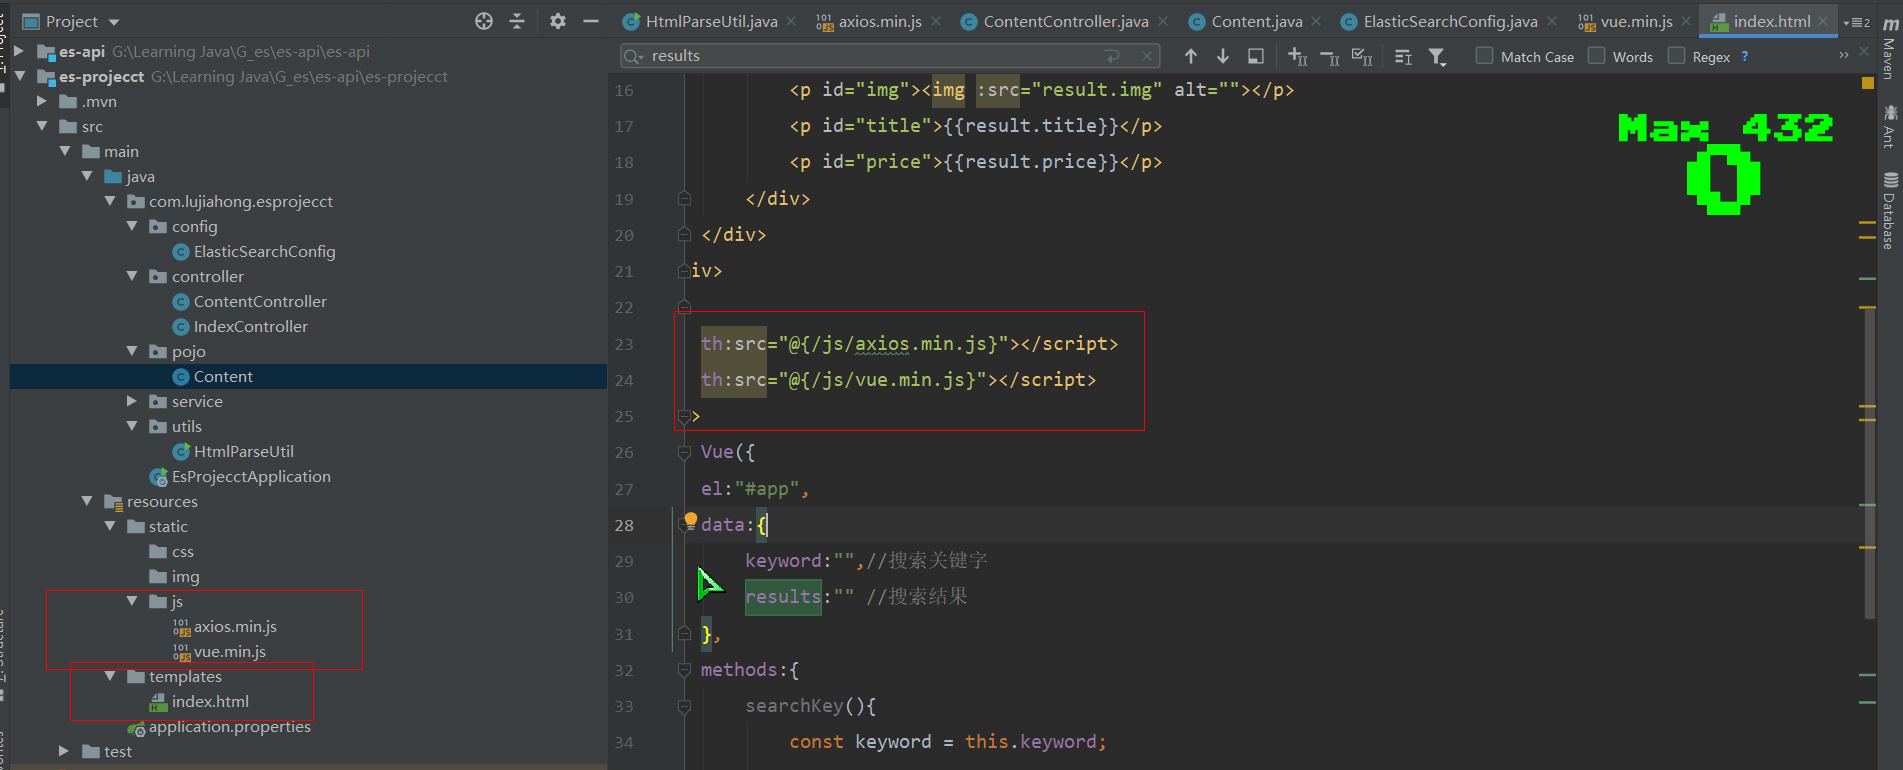 Project
HtmlParseUtil.java
axios.min.js
ContentController.java
Content.java
ElasticSearchConfig.java
vue.min.js
index.html
2
results
Match Case
Words
Regex
?
es-api G:\Learning Java\G_es\es-api\es-api
es-projecct G:\Learning Java\G_es\es-api\es-projecct
.mvn
src
main
java
com.lujiahong.esprojecct
config
ElasticSearchConfig
controller
ContentController
IndexController
pojo
Content
service
utils
HtmlParseUtil
EsProjecctApplication
resources
static
css
img
js
axios.min.js
vue.min.js
templates
index.html
application.properties
test
16 <p id="img"><img :src="result.img" alt=""></p>
17 <p id="title">{{result.title}}</p>
18 <p id="price">{{result.price}}</p>
19 </div>
20 </div>
21 iv>
22
23 th:src="@{/js/axios.min.js}"></script>
24 th:src="@{/js/vue.min.js}"></script>
25 >
26 Vue({
27 el:"#app",
28 data:{
29 keyword:"",//搜索关键字
30 results:"" //搜索结果
31 },
32 methods:{
33 searchKey(){
34 const keyword = this.keyword;
Max 432
0
Maven
Ant
Database